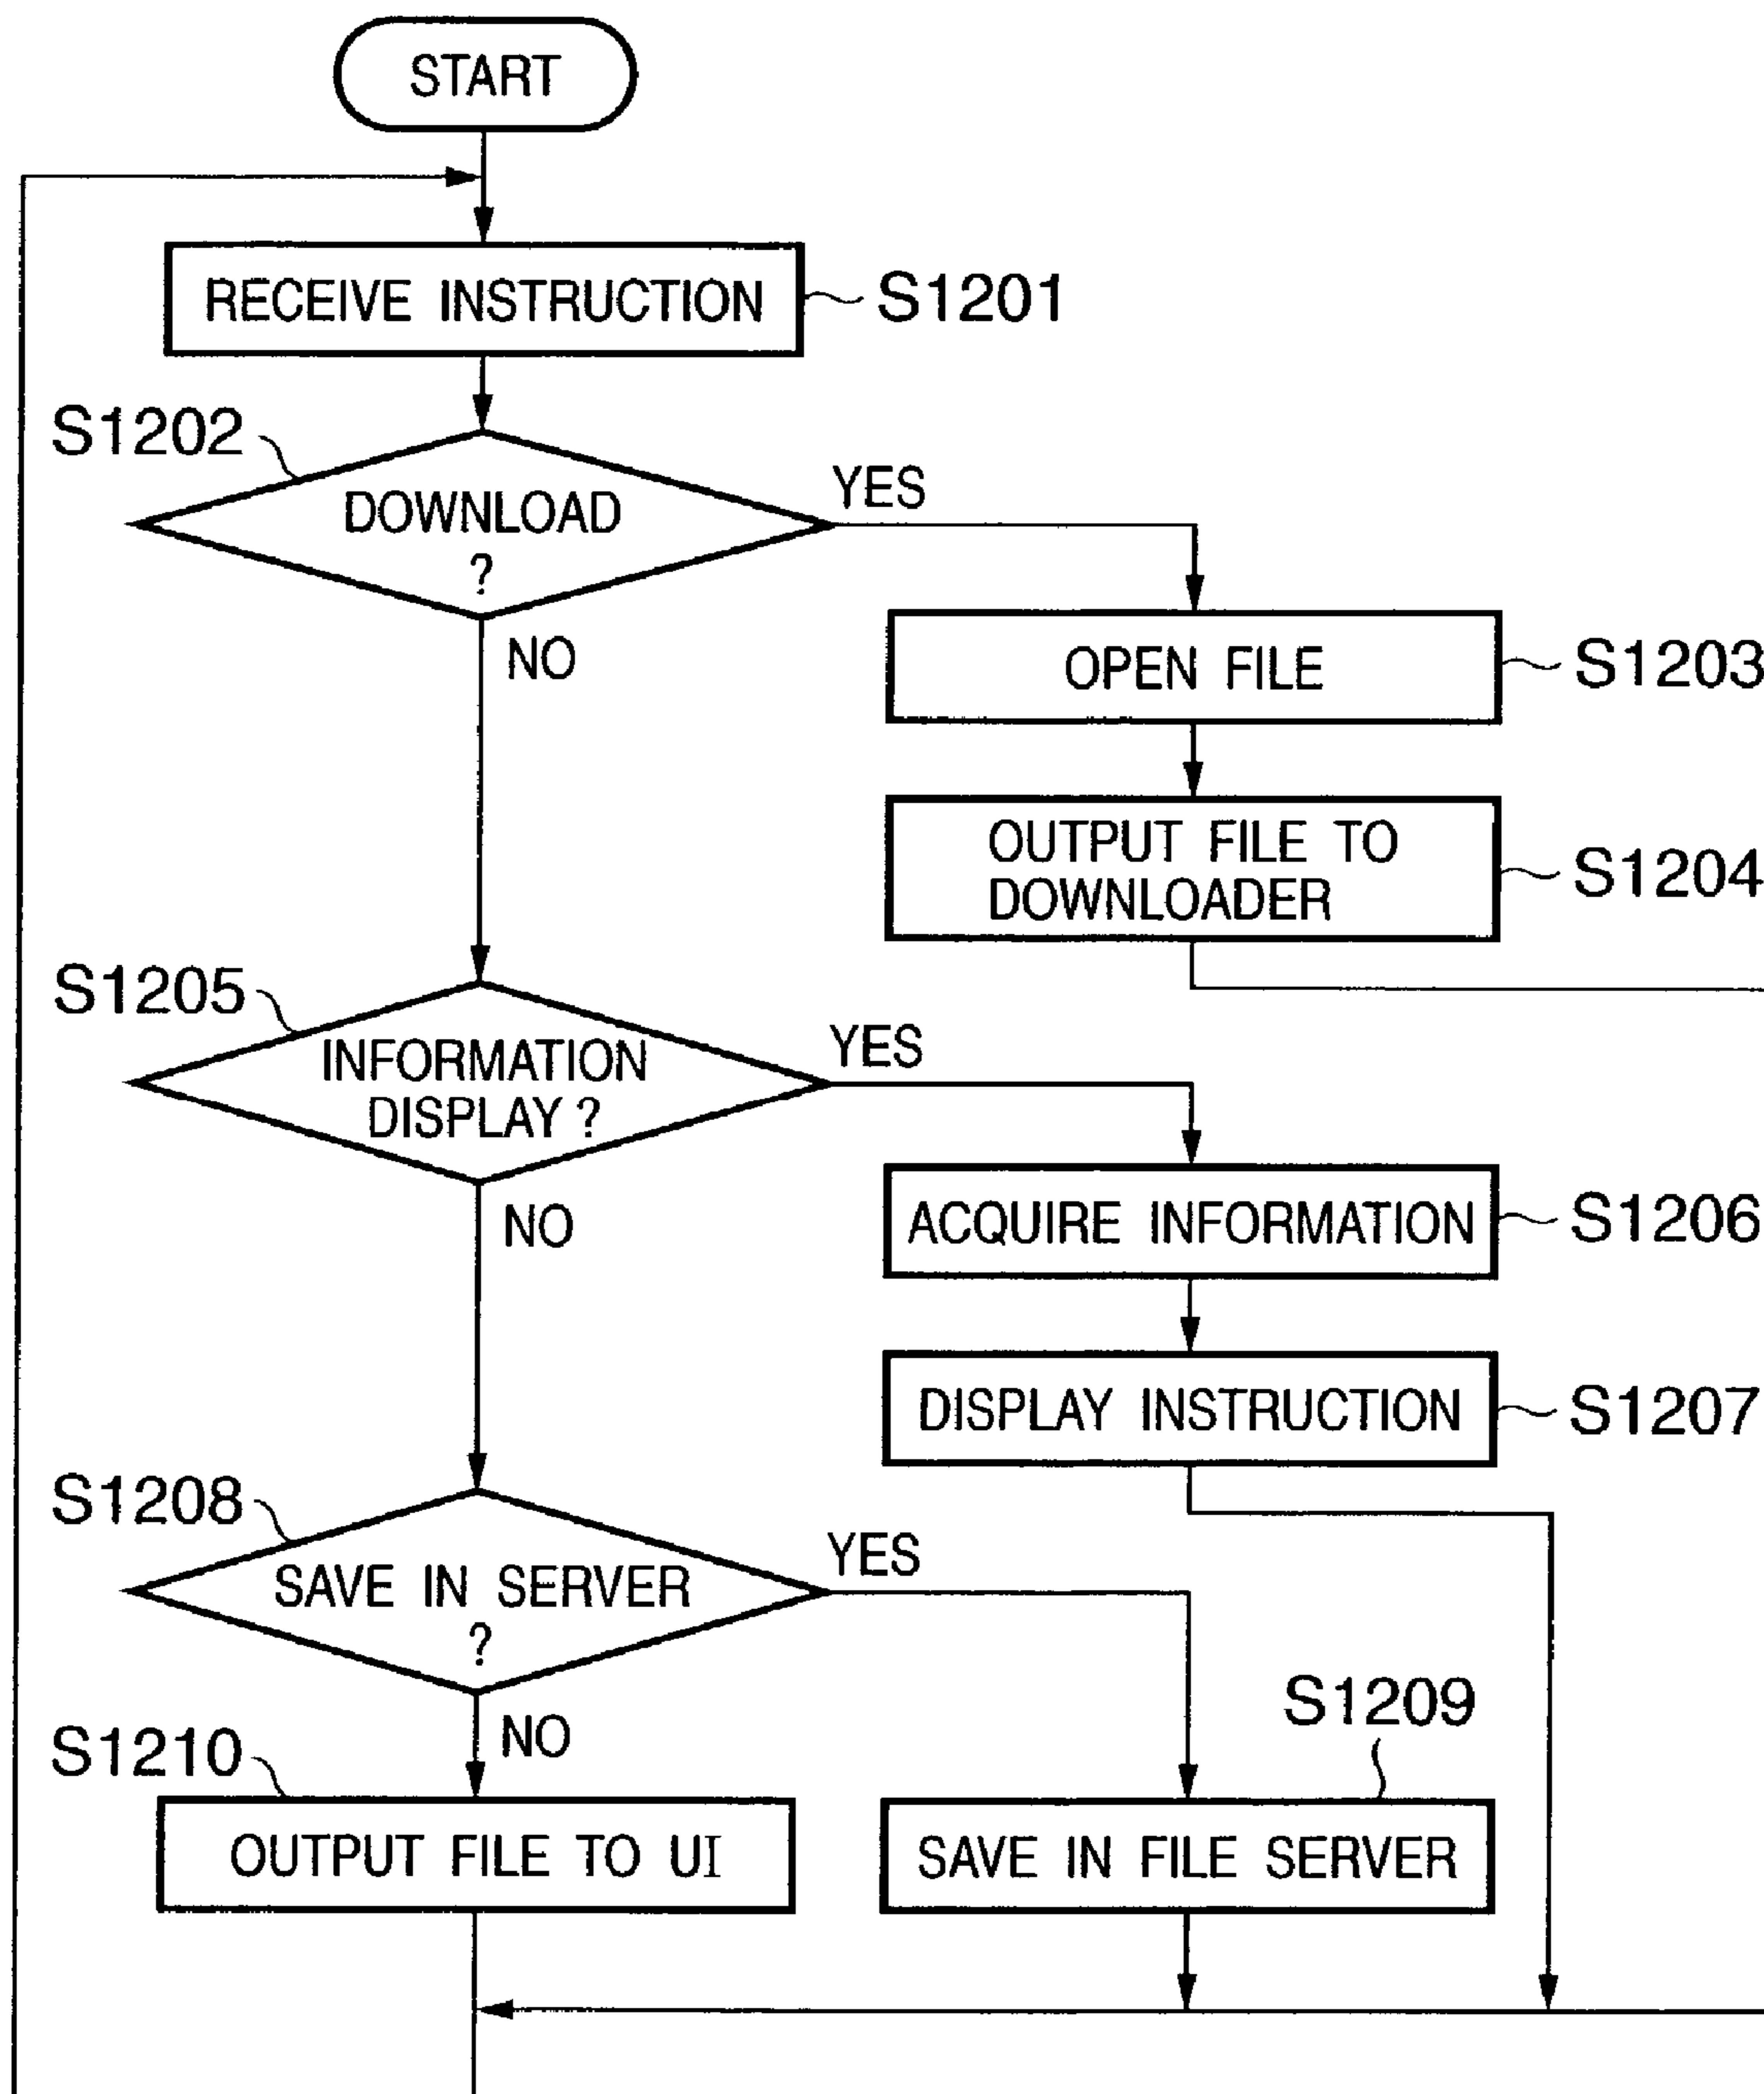 START
RECEIVE INSTRUCTION
S1201
S1202
DOWNLOAD
?
YES
NO
OPEN FILE
S1203
OUTPUT FILE TO
DOWNLOADER
S1204
S1205
INFORMATION
DISPLAY ?
YES
NO
ACQUIRE INFORMATION
S1206
DISPLAY INSTRUCTION
S1207
S1208
SAVE IN SERVER
?
YES
NO
S1209
S1210
OUTPUT FILE TO UI
SAVE IN FILE SERVER